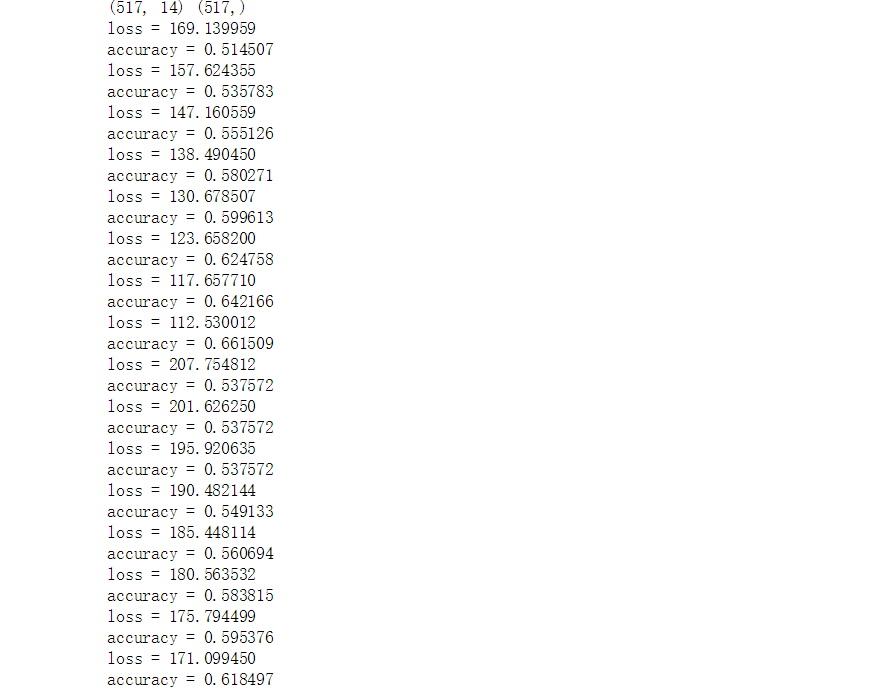 (517, 14) (517,)
loss = 169.139959
accuracy = 0.514507
loss = 157.624355
accuracy = 0.535783
loss = 147.160559
accuracy = 0.555126
loss = 138.490450
accuracy = 0.580271
loss = 130.678507
accuracy = 0.599613
loss = 123.658200
accuracy = 0.624758
loss = 117.657710
accuracy = 0.642166
loss = 112.530012
accuracy = 0.661509
loss = 207.754812
accuracy = 0.537572
loss = 201.626250
accuracy = 0.537572
loss = 195.920635
accuracy = 0.537572
loss = 190.482144
accuracy = 0.549133
loss = 185.448114
accuracy = 0.560694
loss = 180.563532
accuracy = 0.583815
loss = 175.794499
accuracy = 0.595376
loss = 171.099450
accuracy = 0.618497